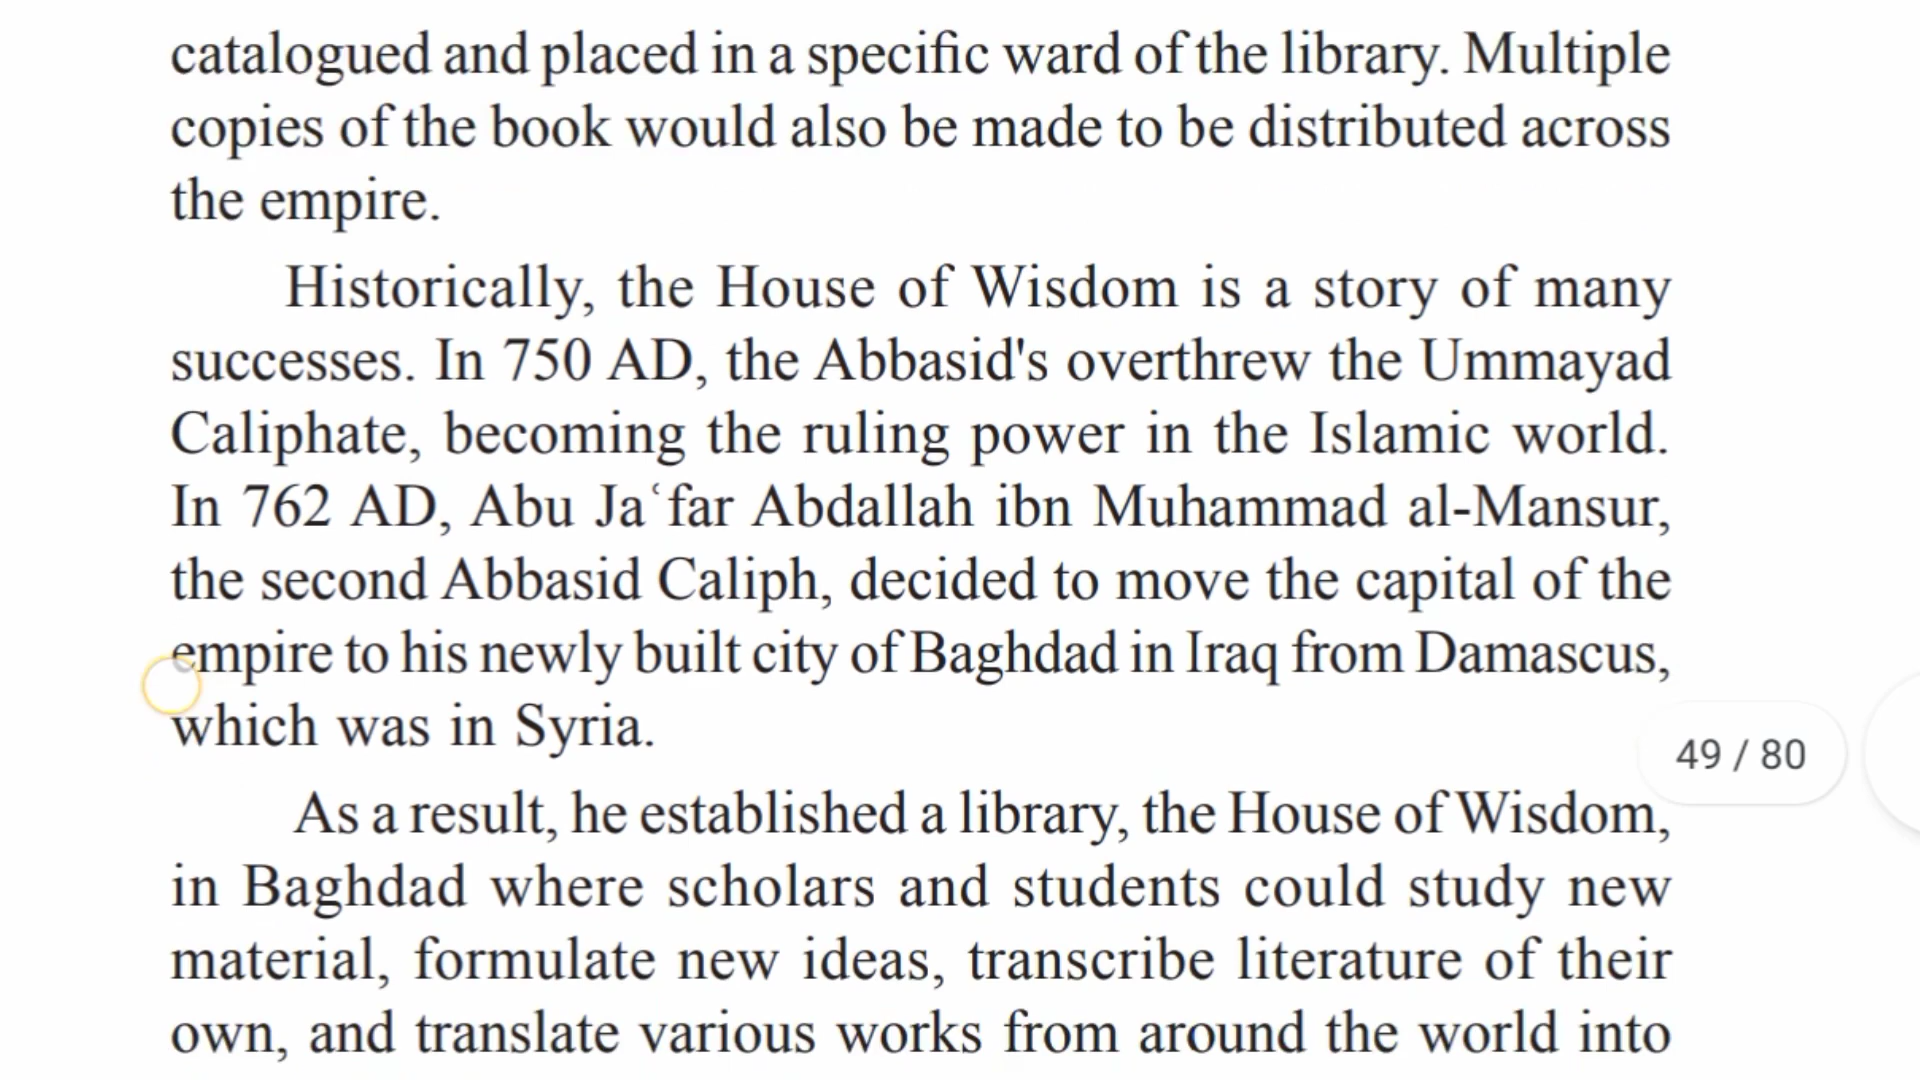 catalogued and placed in a specific ward of the library. Multiple
copies of the book would also be made to be distributed across
the empire.
Historically, the House of Wisdom is a story of many
successes. In 750 AD, the Abbasid's overthrew the Ummayad
Caliphate, becoming the ruling power in the Islamic world.
In 762 AD, Abu Jaʿfar Abdallah ibn Muhammad al-Mansur,
the second Abbasid Caliph, decided to move the capital of the
empire to his newly built city of Baghdad in Iraq from Damascus,
which was in Syria.
49 / 80
As a result, he established a library, the House of Wisdom,
in Baghdad where scholars and students could study new
material, formulate new ideas, transcribe literature of their
own, and translate various works from around the world into